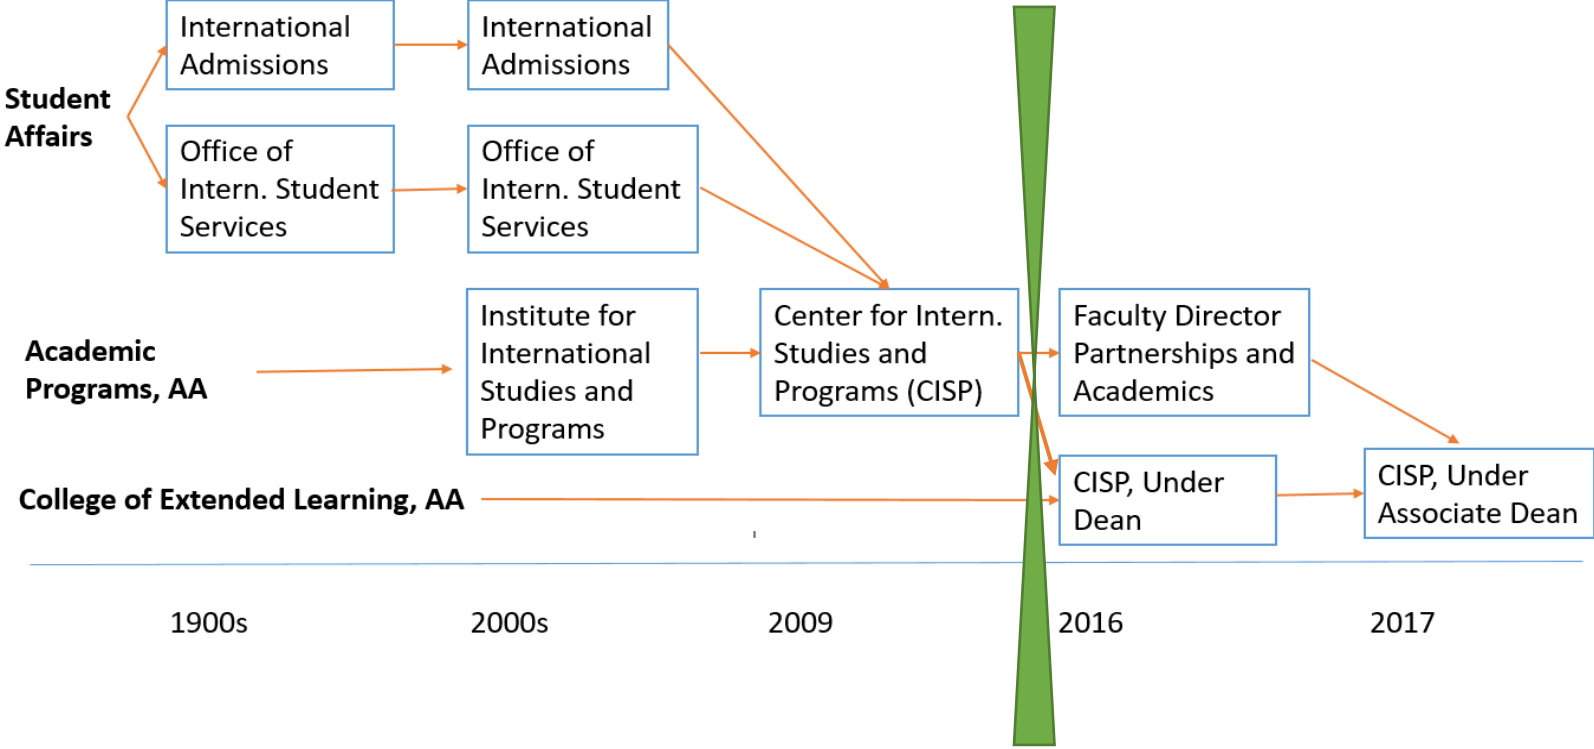 International
Admissions
International
Admissions
Student
Affairs
Office of
Intern. Student
Services
Office of
Intern. Student
Services
Academic
Programs, AA
Institute for
International
Studies and
Programs
Center for Intern.
Studies and
Programs (CISP)
Faculty Director
Partnerships and
Academics
College of Extended Learning, AA
CISP, Under
Dean
CISP, Under
Associate Dean
1900s
2000s
2009
2016
2017